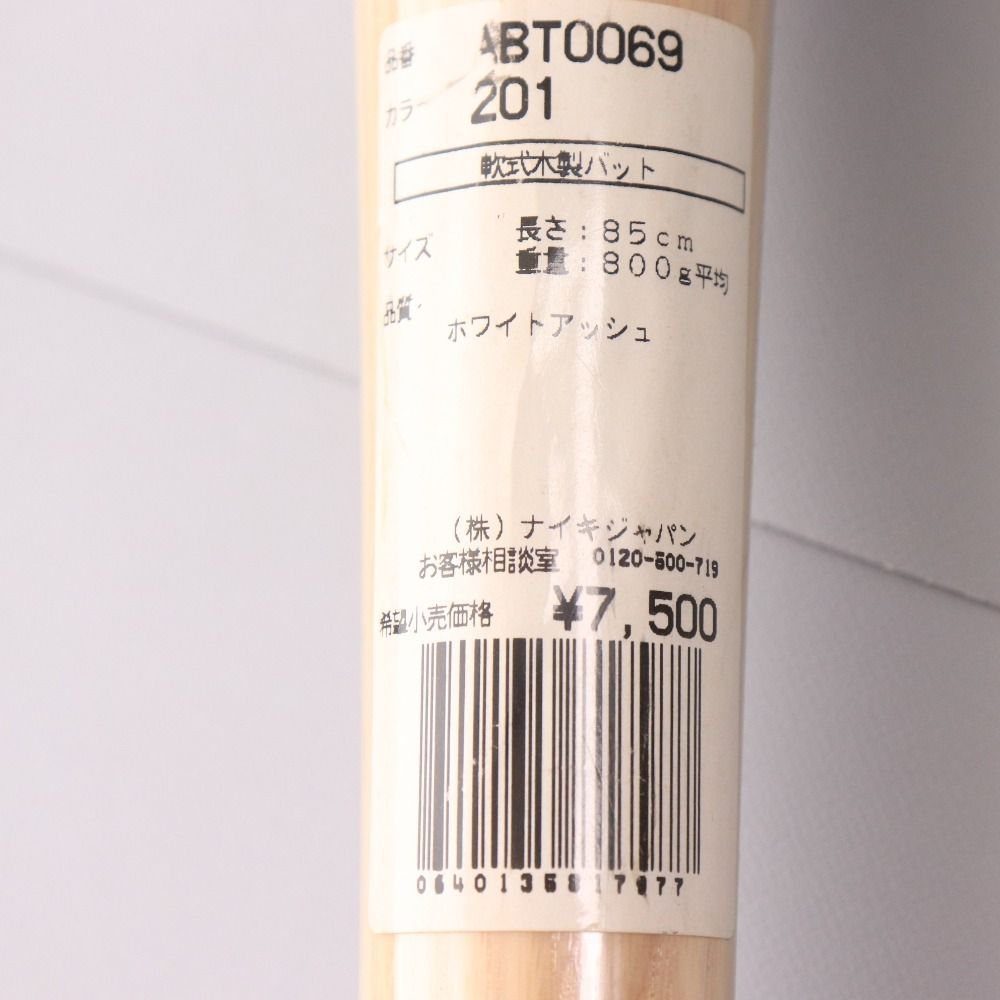 品番 ABT0069
カラー 201
軟式木製バット
サイズ 長さ:85cm
重量:800g平均
品質
ホワイトアッシュ
(株)ナイキジャパン
お客様相談室 0120-500-719
希望小売価格 ¥7,500